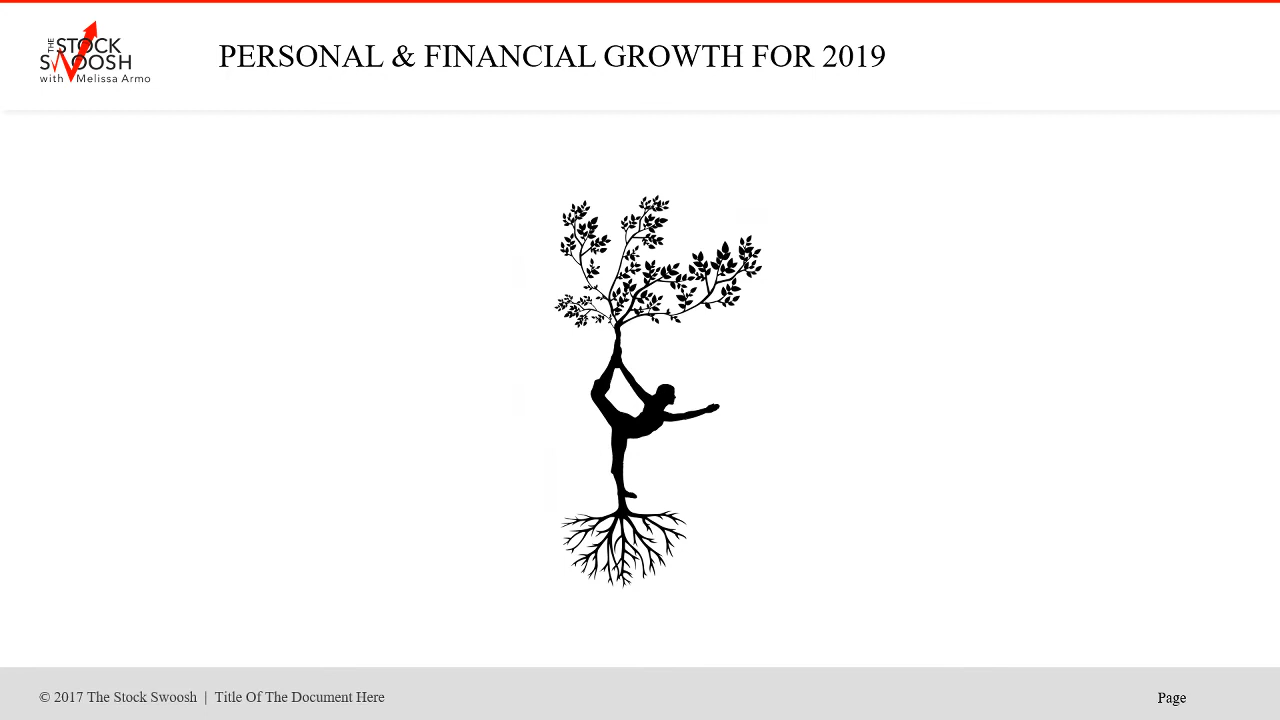 THE STOCK
SWOOSH
with Melissa Armo
PERSONAL & FINANCIAL GROWTH FOR 2019
© 2017 The Stock Swoosh | Title Of The Document Here
Page